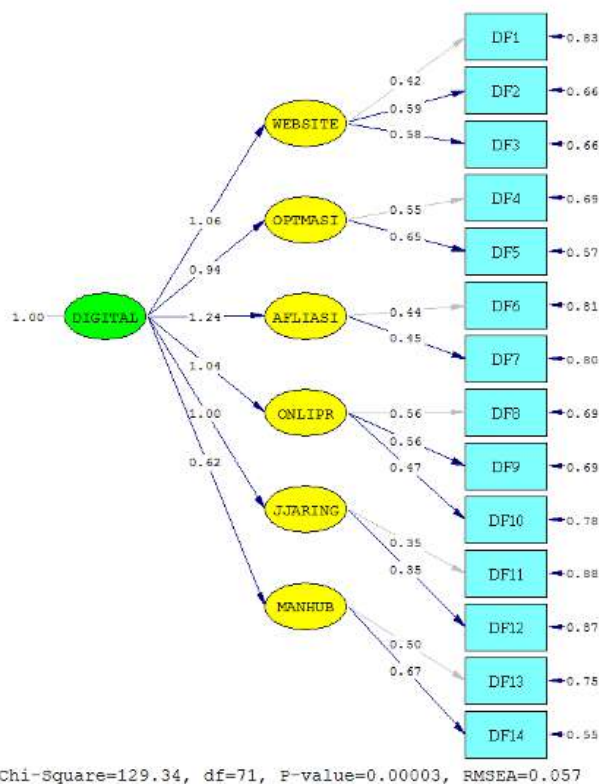 DF1
0.83
0.42
DF2
0.66
0.59
WEBSITE
0.58
DF3
0.66
DF4
0.69
0.55
1.06
OPTMASI
0.65
DF5
0.57
0.94
DF6
0.81
0.44
1.00
DIGITAL
1.24
AFLIASI
0.45
DF7
0.80
1.04
DF8
0.69
0.56
1.00
ONLIPR
0.56
DF9
0.69
0.62
0.47
DF10
0.78
JJARING
0.35
DF11
0.88
0.35
MANHUB
DF12
0.87
0.50
DF13
0.75
0.67
DF14
0.55
Chi-Square=129.34, df=71, P-value=0.00003, RMSEA=0.057